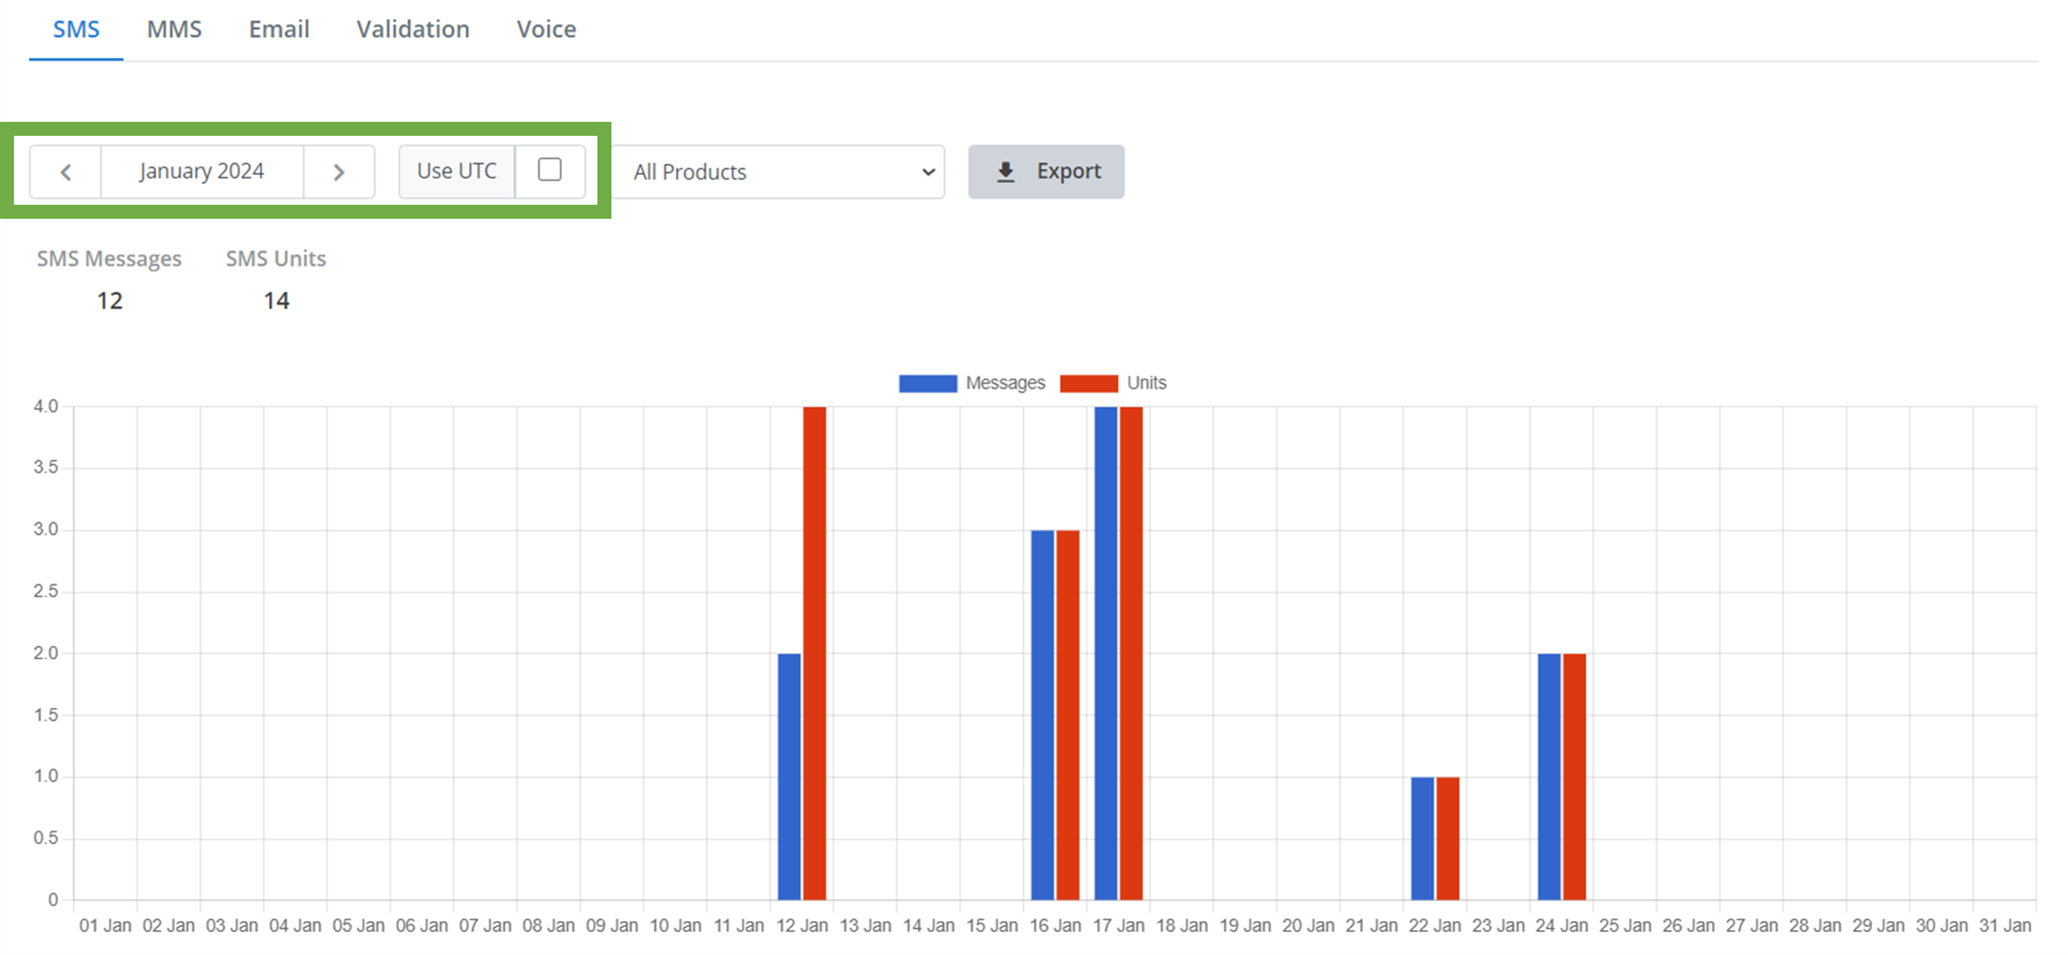 SMS MMS Email Validation Voice
January 2024 Use UTC All Products Export
SMS Messages SMS Units
12 14
Messages Units
4.0
3.5
3.0
2.5
2.0
1.5
1.0
0.5
0
01 Jan 02 Jan 03 Jan 04 Jan 05 Jan 06 Jan 07 Jan 08 Jan 09 Jan 10 Jan 11 Jan 12 Jan 13 Jan 14 Jan 15 Jan 16 Jan 17 Jan 18 Jan 19 Jan 20 Jan 21 Jan 22 Jan 23 Jan 24 Jan 25 Jan 26 Jan 27 Jan 28 Jan 29 Jan 30 Jan 31 Jan